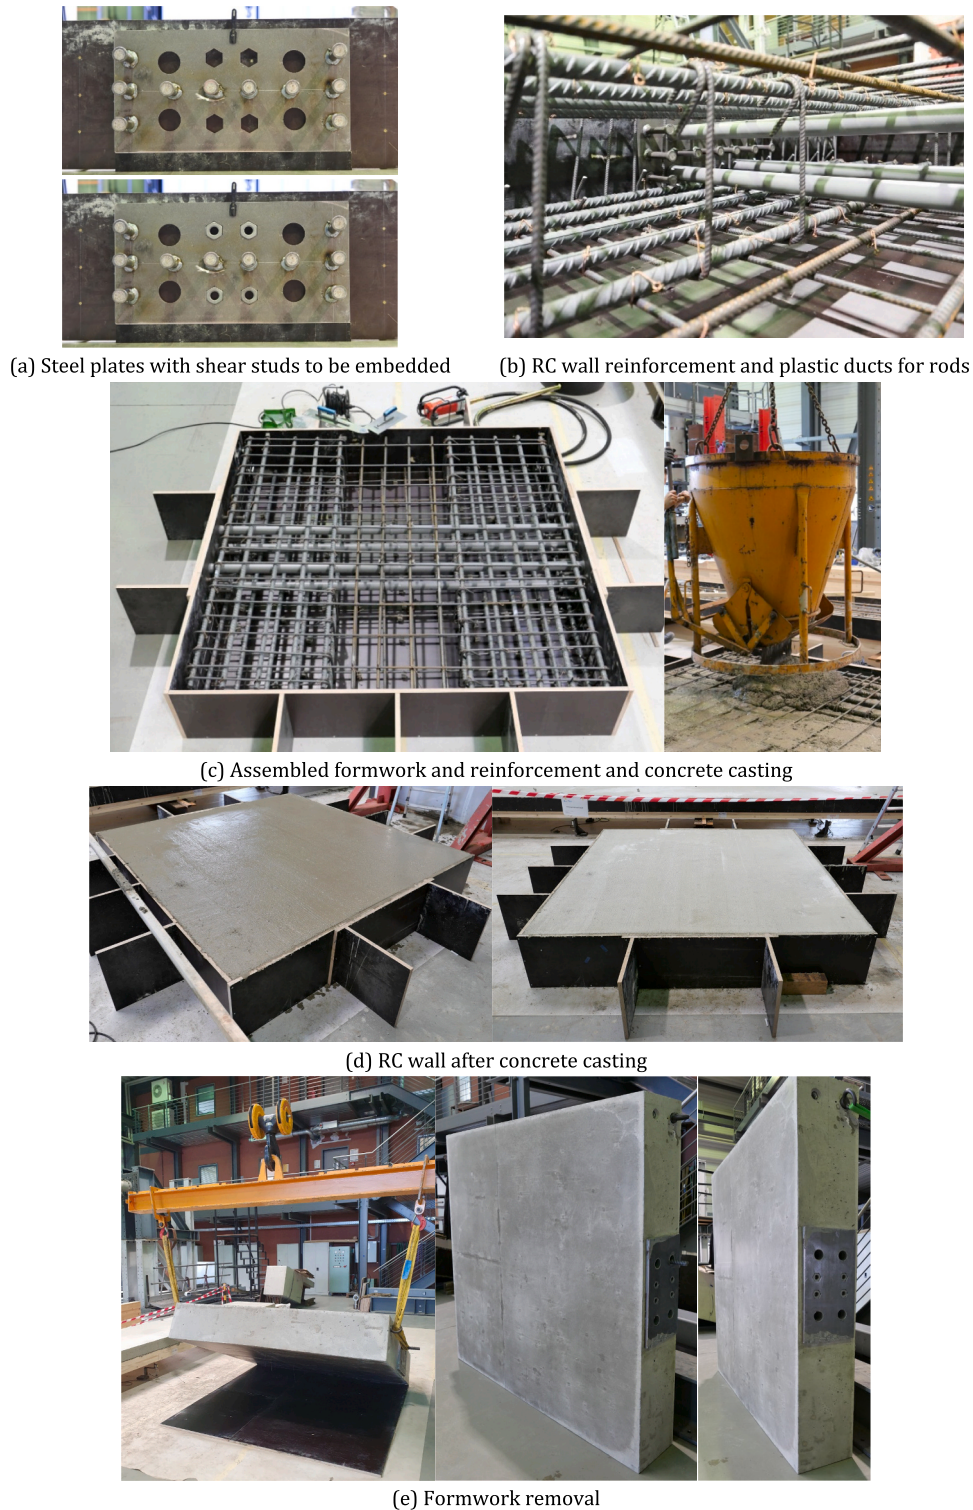 (a) Steel plates with shear studs to be embedded
(b) RC wall reinforcement and plastic ducts for rods
(c) Assembled formwork and reinforcement and concrete casting
(d) RC wall after concrete casting
(e) Formwork removal